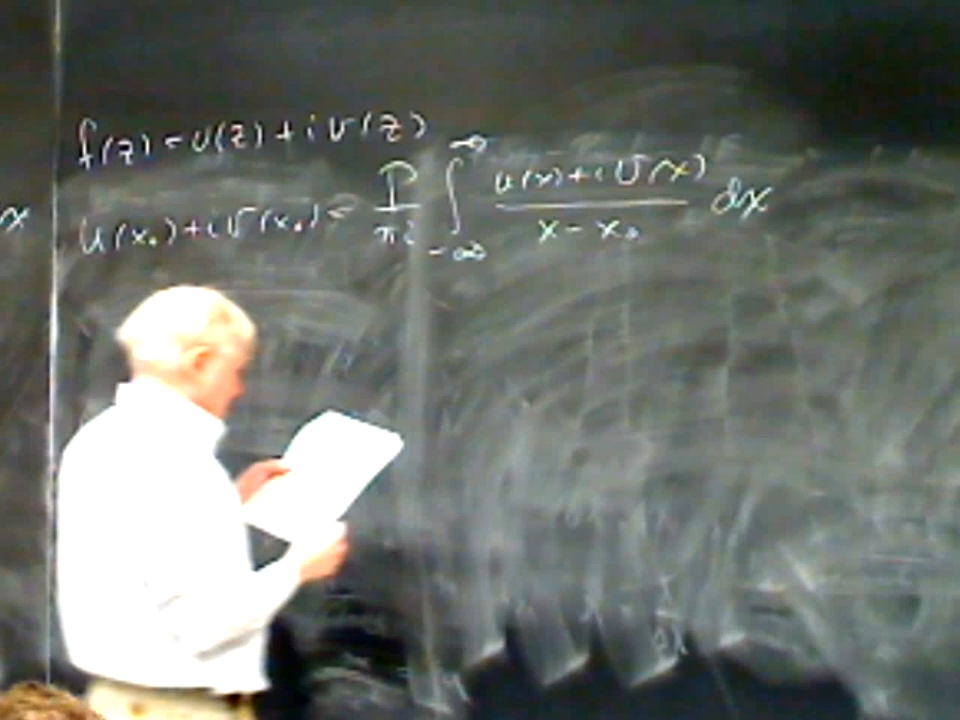 f(z) = u(z) + i v(z)
x u(x₀) + i v(x₀) = P/πi ∫_{-∞}^{∞} (u(x) + i v(x))/(x - x₀) dx